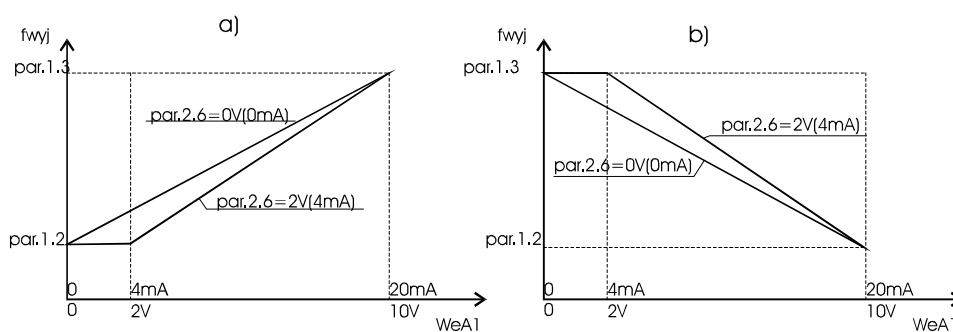 a)
fwyj
par.1.3
par.2.6=0V(0mA)
par.2.6=2V(4mA)
par.1.2
0 4mA 20mA
0 2V 10V
WeA1
b)
fwyj
par.1.3
par.2.6=2V(4mA)
par.2.6=0V(0mA)
par.1.2
0 4mA 20mA
0 2V 10V
WeA1